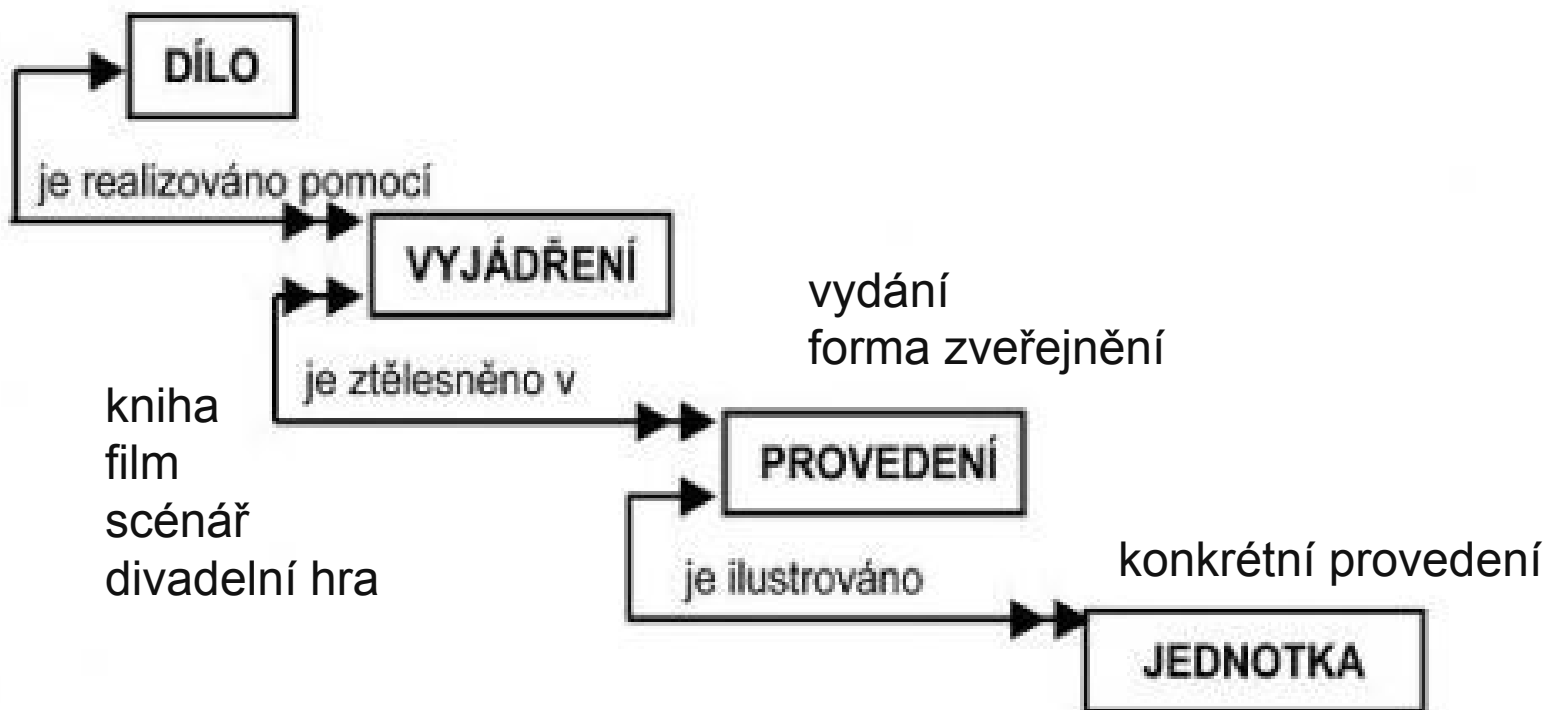 DÍLO
je realizováno pomocí
VYJÁDŘENÍ
vydání
forma zveřejnění
je ztělesněno v
kniha
film
scénář
divadelní hra
PROVEDENÍ
je ilustrováno
konkrétní provedení
JEDNOTKA